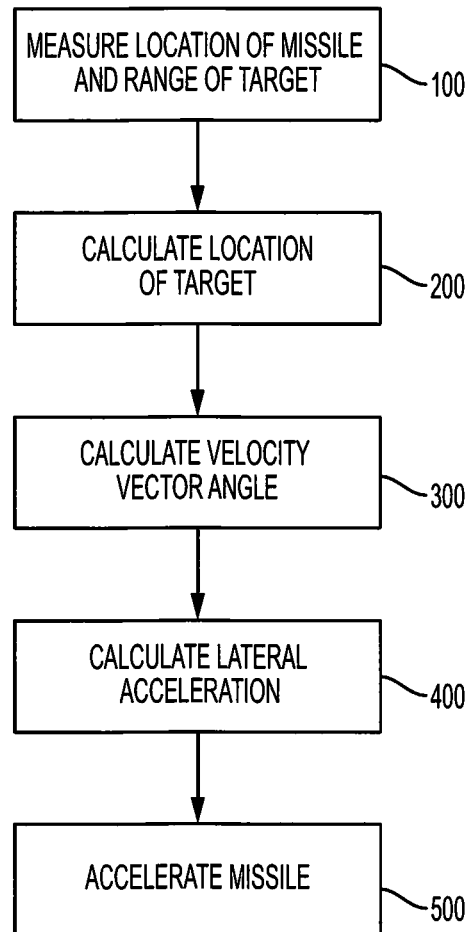 MEASURE LOCATION OF MISSILE
AND RANGE OF TARGET
100
CALCULATE LOCATION
OF TARGET
200
CALCULATE VELOCITY
VECTOR ANGLE
300
CALCULATE LATERAL
ACCELERATION
400
ACCELERATE MISSILE
500